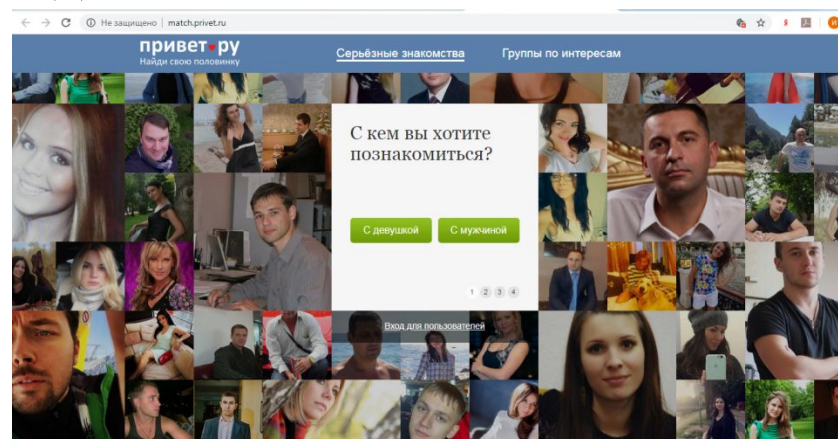 Не защищено | match.privet.ru
привет♥ру
Найди свою половинку
Серьёзные знакомства
Группы по интересам
С кем вы хотите
познакомиться?
С девушкой
С мужчиной
1 2 3 4
Вход для пользователей